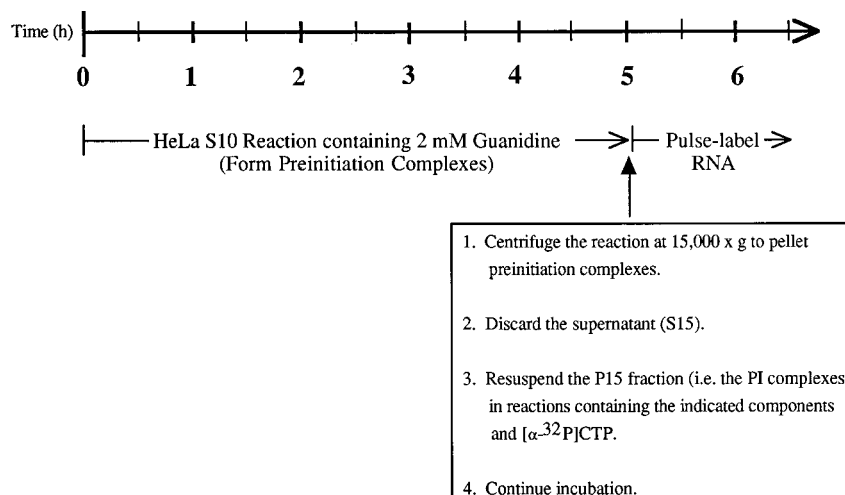 Time (h)
0 1 2 3 4 5 6
HeLa S10 Reaction containing 2 mM Guanidine
(Form Preinitiation Complexes)
Pulse-label
RNA
1. Centrifuge the reaction at 15,000 x g to pellet
preinitiation complexes.
2. Discard the supernatant (S15).
3. Resuspend the P15 fraction (i.e. the PI complexes
in reactions containing the indicated components
and [α-32P]CTP.
4. Continue incubation.